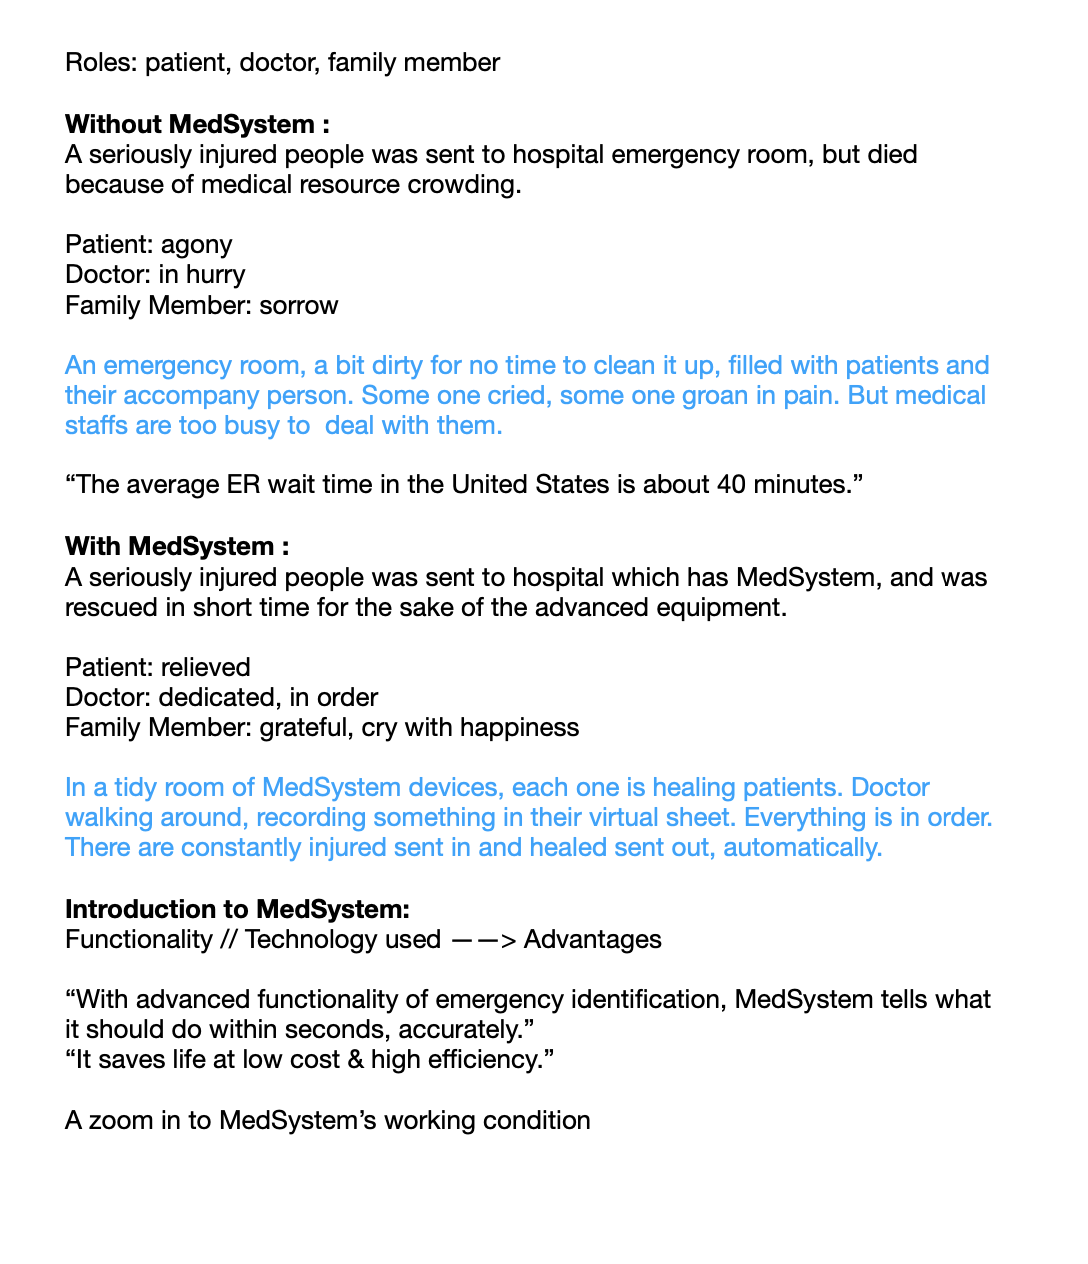 Roles: patient, doctor, family member
Without MedSystem :
A seriously injured people was sent to hospital emergency room, but died
because of medical resource crowding.
Patient: agony
Doctor: in hurry
Family Member: sorrow
An emergency room, a bit dirty for no time to clean it up, filled with patients and
their accompany person. Some one cried, some one groan in pain. But medical
staffs are too busy to  deal with them.
“The average ER wait time in the United States is about 40 minutes.”
With MedSystem :
A seriously injured people was sent to hospital which has MedSystem, and was
rescued in short time for the sake of the advanced equipment.
Patient: relieved
Doctor: dedicated, in order
Family Member: grateful, cry with happiness
In a tidy room of MedSystem devices, each one is healing patients. Doctor
walking around, recording something in their virtual sheet. Everything is in order.
There are constantly injured sent in and healed sent out, automatically.
Introduction to MedSystem:
Functionality // Technology used ——> Advantages
“With advanced functionality of emergency identification, MedSystem tells what
it should do within seconds, accurately.”
“It saves life at low cost & high efficiency.”
A zoom in to MedSystem’s working condition